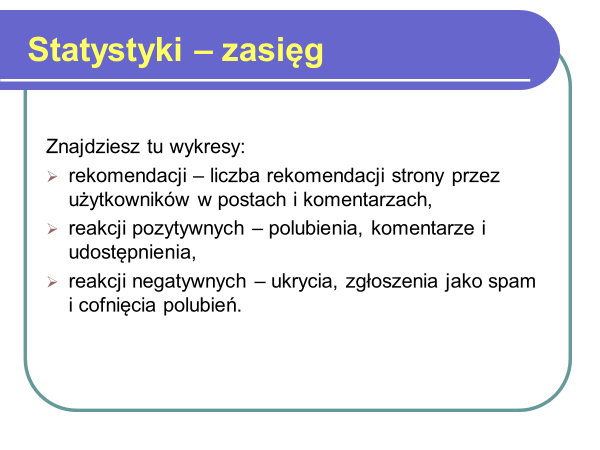 Statystyki – zasięg
Znajdziesz tu wykresy:
rekomendacji – liczba rekomendacji strony przez
użytkowników w postach i komentarzach,
reakcji pozytywnych – polubienia, komentarze i
udostępnienia,
reakcji negatywnych – ukrycia, zgłoszenia jako spam
i cofnięcia polubień.